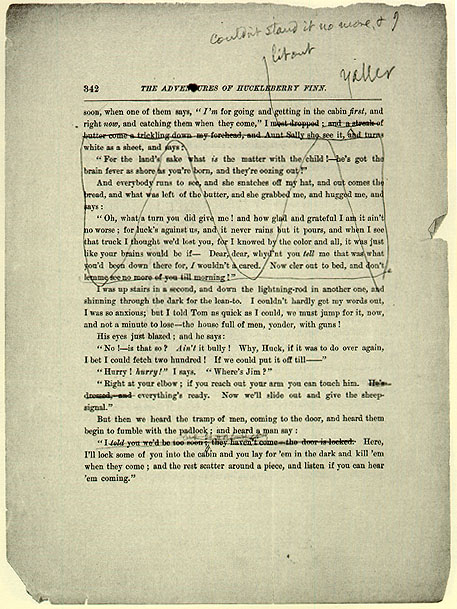 couldn't stand it no more, & I
lit out
342 THE ADVENTURES OF HUCKLEBERRY FINN.
soon, when one of them says, "I'm for going and getting in the cabin first, and
right now, and catching them when they come," I most dropped; and a streak of
butter come a trickling down my forehead, and Aunt Sally she see it, and turns
white as a sheet, and says:
"For the land's sake what is the matter with the child!—he's got the
brain fever as shore as you're born, and they're oozing out!"
And everybody runs to see, and she snatches off my hat, and out comes the
bread, and what was left of the butter, and she grabbed me, and hugged me, and
says:
"Oh, what a turn you did give me! and how glad and grateful I am it ain't
no worse; for luck's against us, and it never rains but it pours, and when I see
that truck I thought we'd lost you, for I knowed by the color and all, it was just
like your brains would be if— Dear, dear, whyd'nt you tell me that was what
you'd been down there for, I wouldn't a cared. Now cler out to bed, and don't
lemme see no more of you till morning!"
I was up stairs in a second, and down the lightning-rod in another one, and
shinning through the dark for the lean-to. I couldn't hardly get my words out,
I was so anxious; but I told Tom as quick as I could, we must jump for it, now,
and not a minute to lose—the house full of men, yonder, with guns!
His eyes just blazed; and he says:
"No!—is that so? Ain't it bully! Why, Huck, if it was to do over again,
I bet I could fetch two hundred! If we could put it off till——"
"Hurry! hurry!" I says. "Where's Jim?"
"Right at your elbow; if you reach out your arm you can touch him. He's
dressed, and everything's ready. Now we'll slide out and give the sheep-
signal."
But then we heard the tramp of men, coming to the door, and heard them
begin to fumble with the padlock; and heard a man say:
"I told you we'd be too soon; they haven't come—the door is locked. Here,
I'll lock some of you into the cabin and you lay for 'em in the dark and kill 'em
when they come; and the rest scatter around a piece, and listen if you can hear
'em coming."